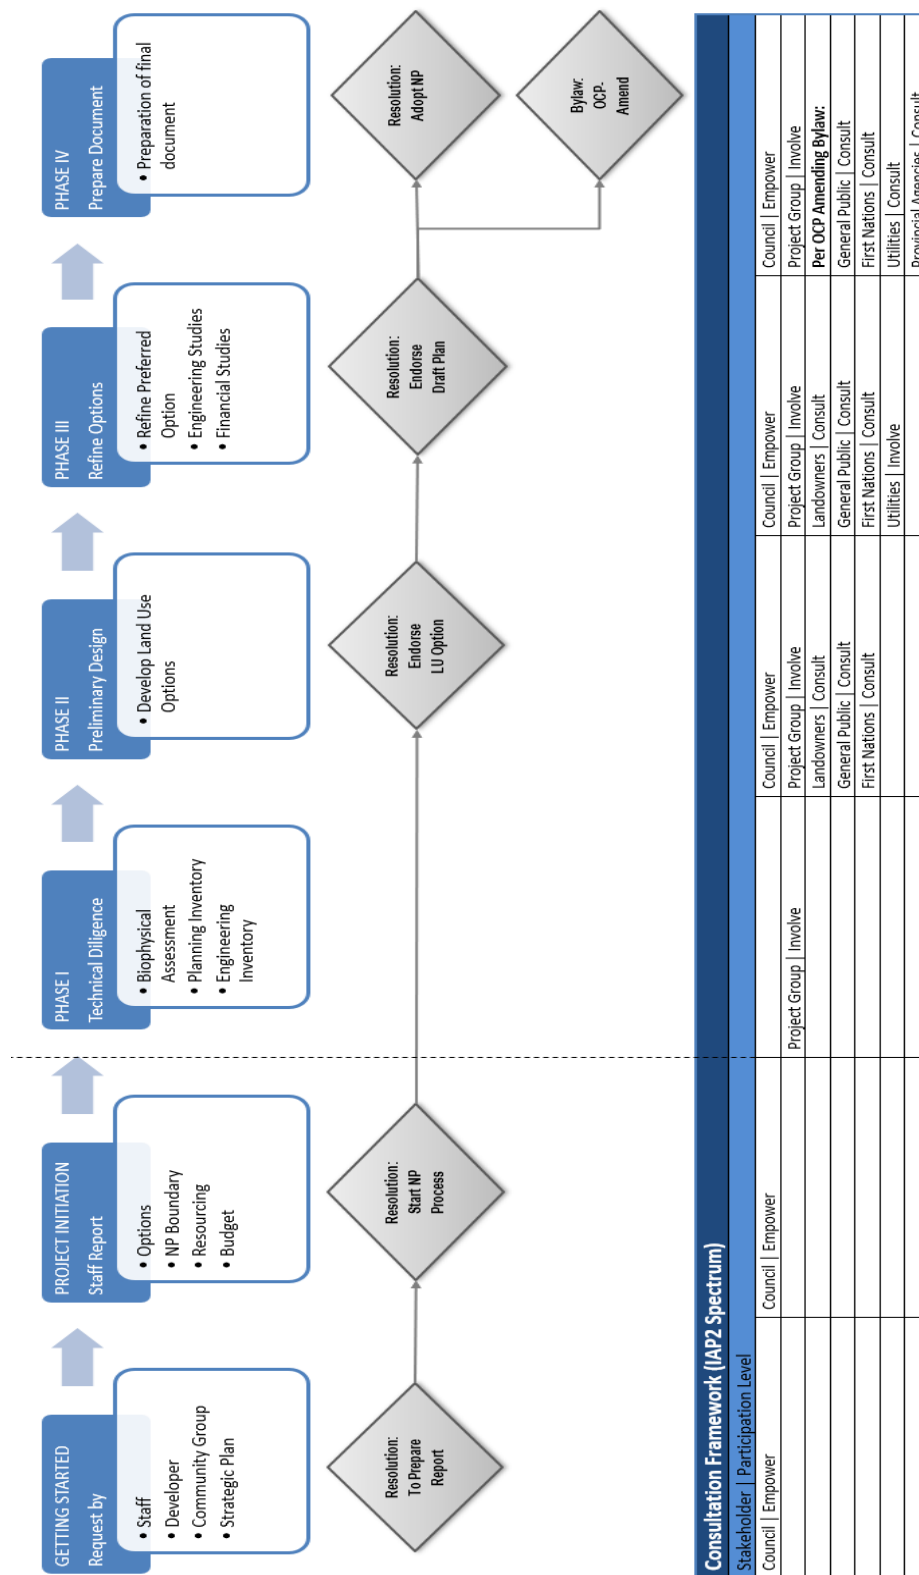 GETTING STARTED
Request by
• Staff
• Developer
• Community Group
• Strategic Plan
PROJECT INITIATION
Staff Report
• Options
• NP Boundary
• Resourcing
• Budget
PHASE I
Technical Diligence
• Biophysical
Assessment
• Planning Inventory
• Engineering
Inventory
PHASE II
Preliminary Design
• Develop Land Use
Options
PHASE III
Refine Options
• Refine Preferred
Option
• Engineering Studies
• Financial Studies
PHASE IV
Prepare Document
• Preparation of final
document
Resolution:
To Prepare
Report
Resolution:
Start NP
Process
Resolution:
Endorse
LU Option
Resolution:
Endorse
Draft Plan
Resolution:
Adopt NP
Bylaw:
OCP-
Amend
Consultation Framework (IAP2 Spectrum)
Stakeholder | Participation Level
Council | Empower
Council | Empower
Project Group | Involve
Council | Empower
Project Group | Involve
Landowners | Consult
General Public | Consult
First Nations | Consult
Council | Empower
Project Group | Involve
Landowners | Consult
General Public | Consult
First Nations | Consult
Utilities | Involve
Council | Empower
Project Group | Involve
Per OCP Amending Bylaw:
General Public | Consult
First Nations | Consult
Utilities | Consult
Provincial Agencies | Consult